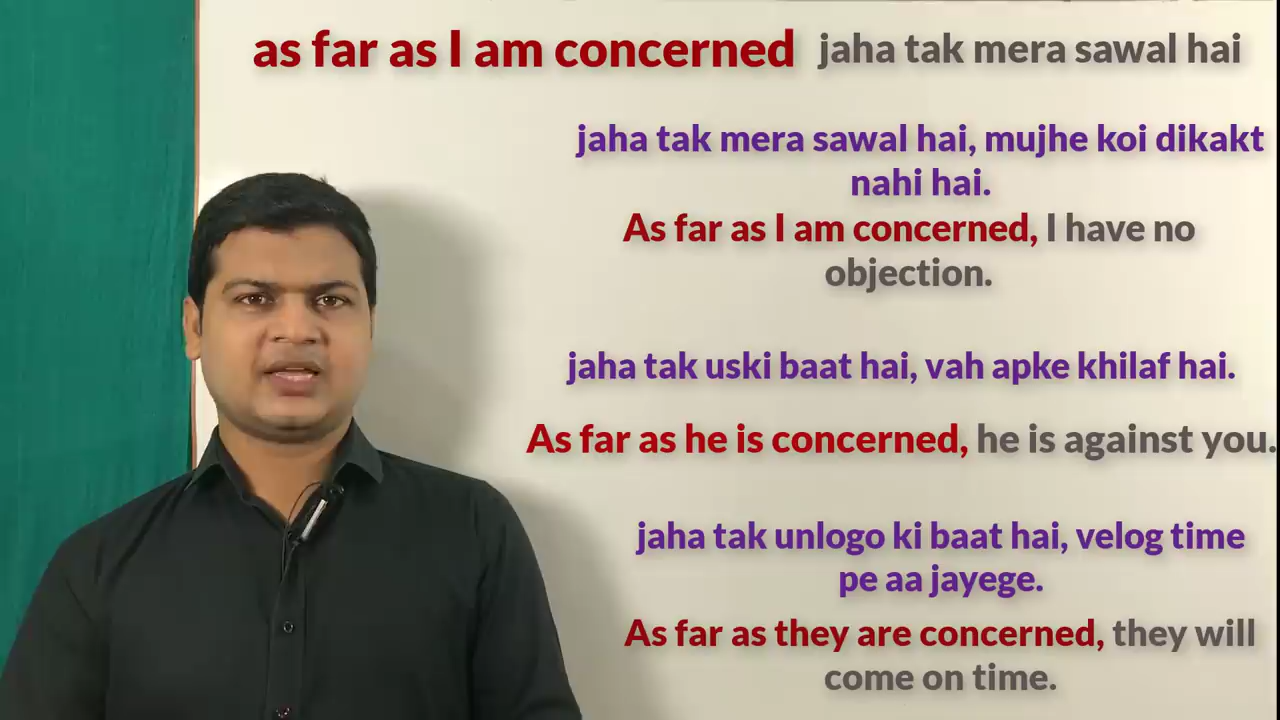 as far as I am concerned jaha tak mera sawal hai
jaha tak mera sawal hai, mujhe koi dikakt
nahi hai.
As far as I am concerned, I have no
objection.
jaha tak uski baat hai, vah apke khilaf hai.
As far as he is concerned, he is against you.
jaha tak unlogo ki baat hai, velog time
pe aa jayege.
As far as they are concerned, they will
come on time.